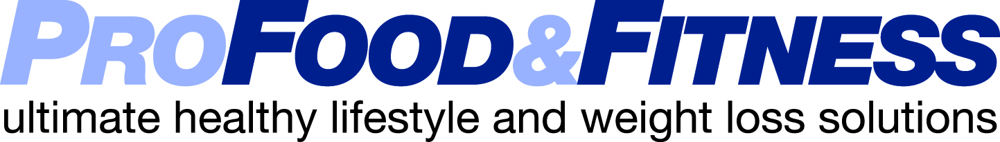 PROFOOD&FITNESS
ultimate healthy lifestyle and weight loss solutions